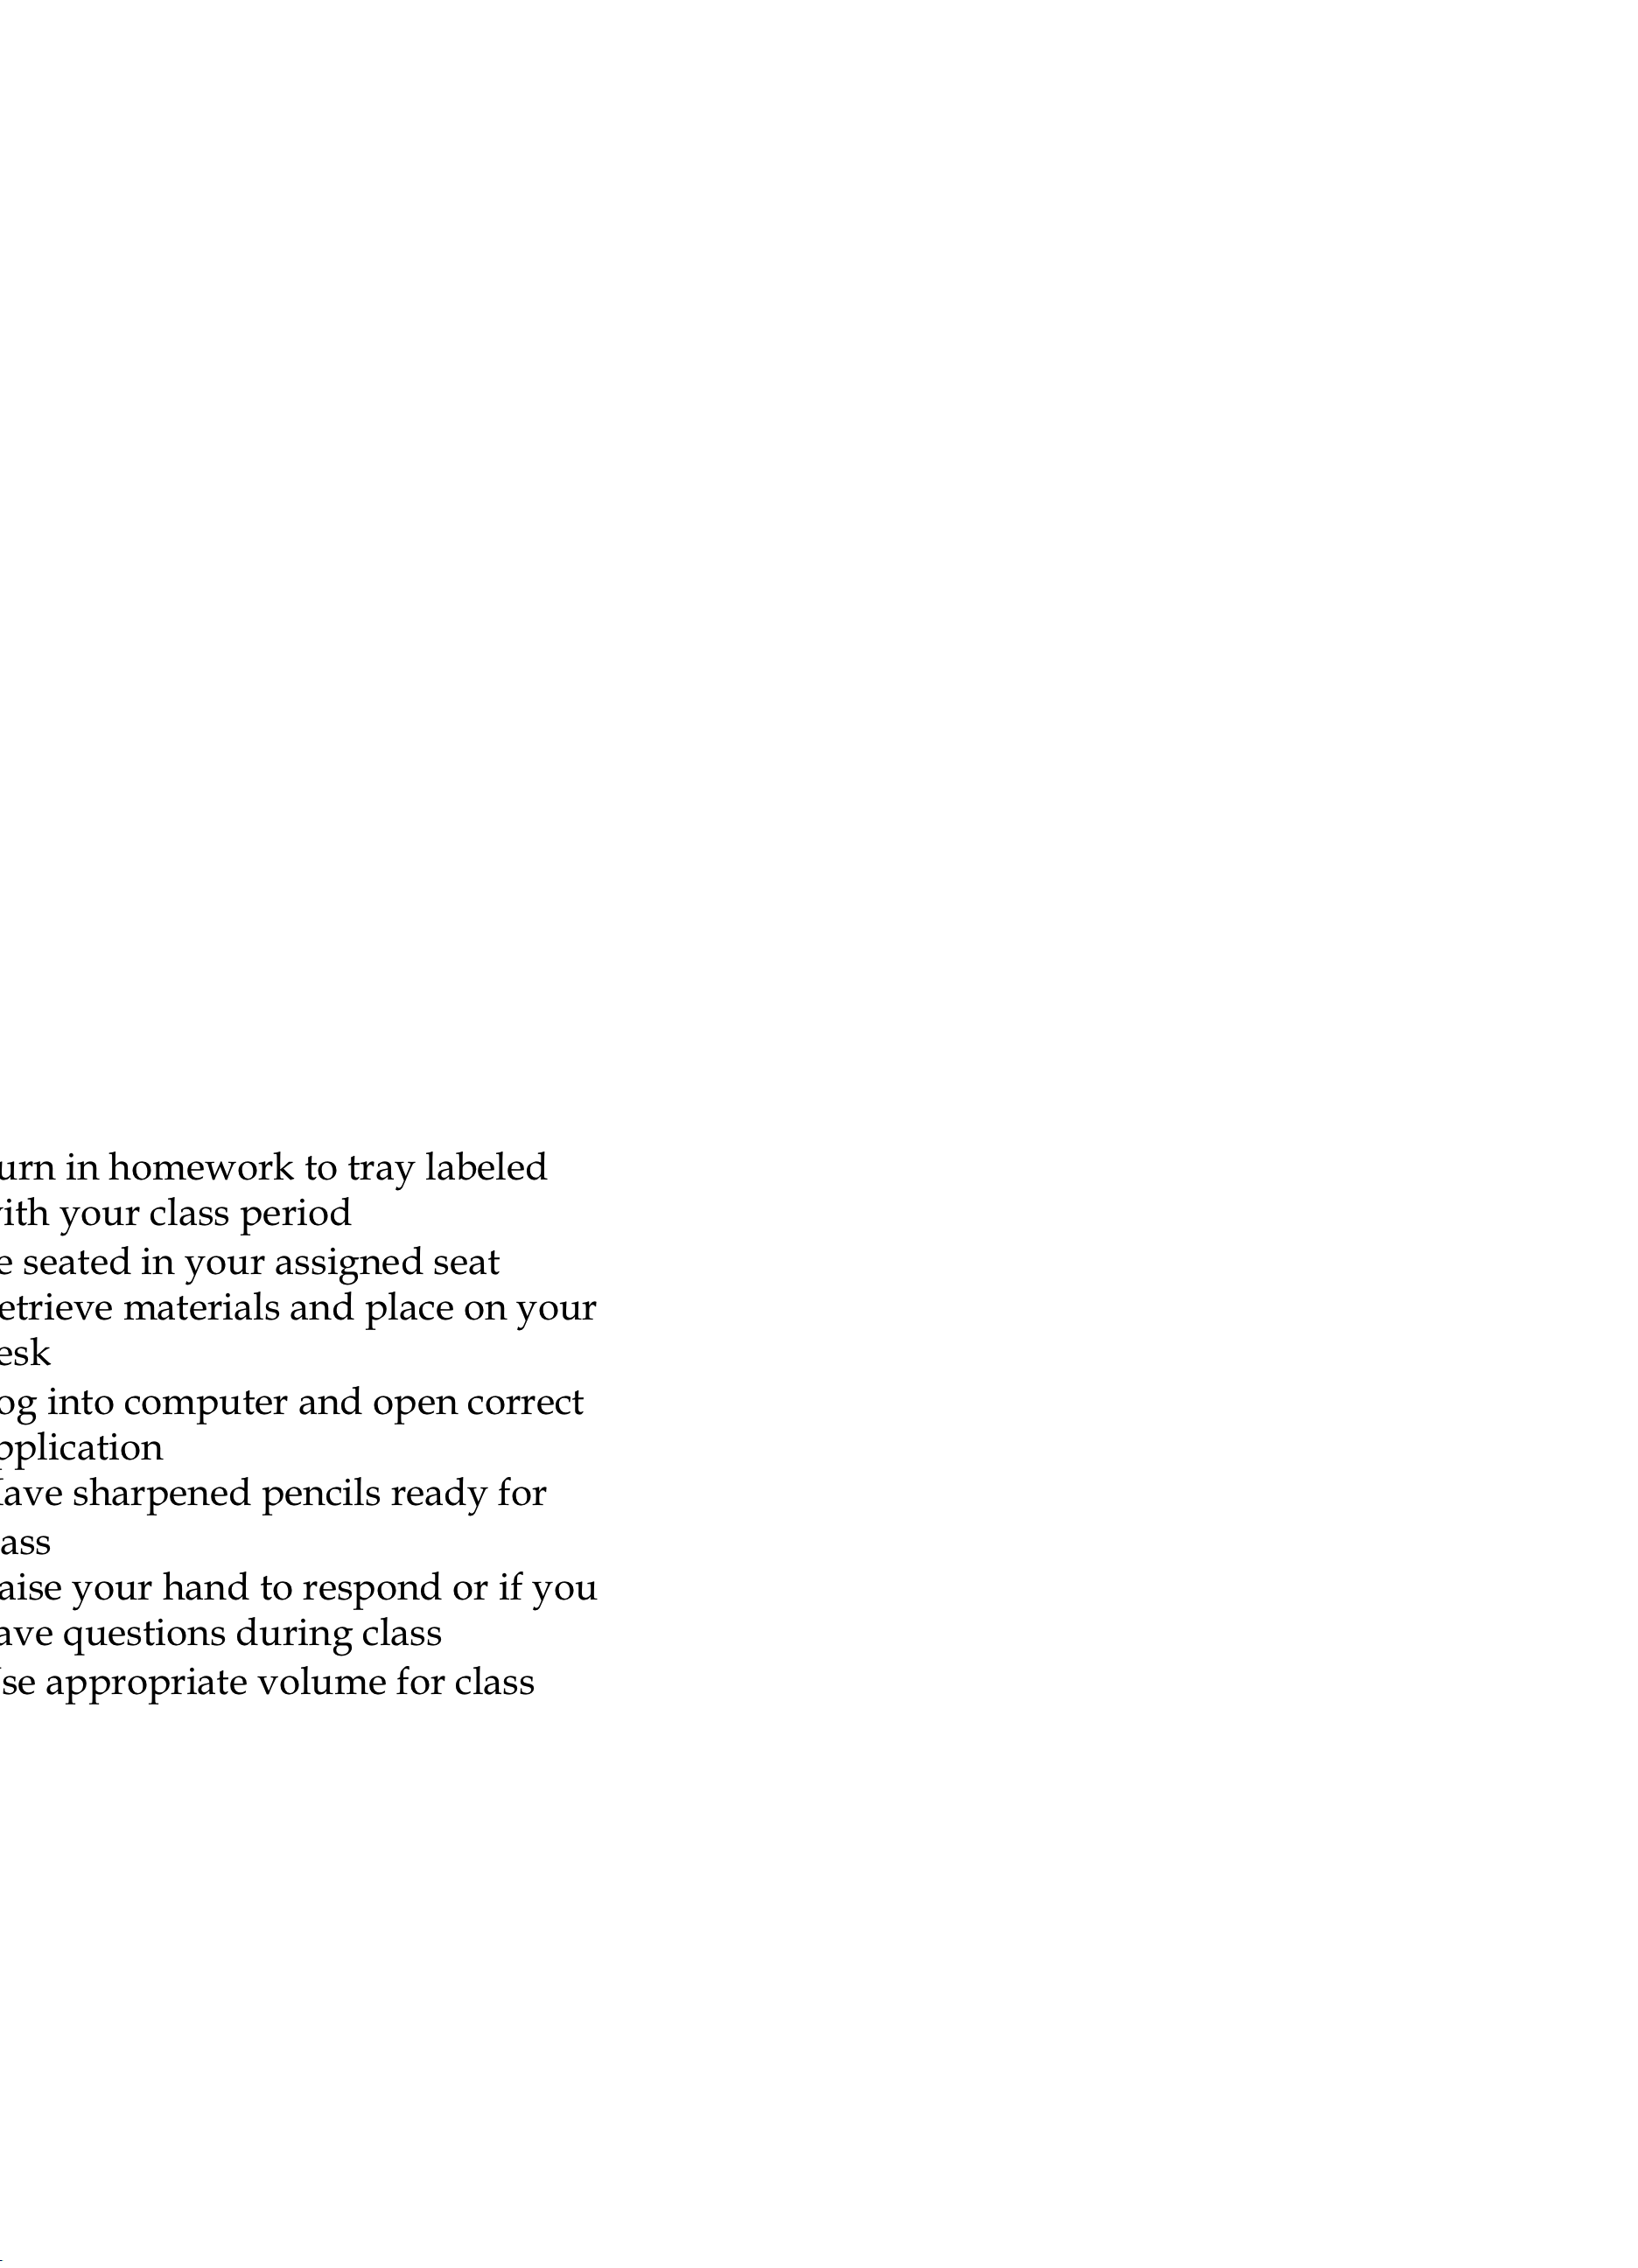 urn in homework to tray labeled
ith your class period
e seated in your assigned seat
etrieve materials and place on your
esk
og into computer and open correct
pplication
ave sharpened pencils ready for
ass
aise your hand to respond or if you
ave questions during class
se appropriate volume for class